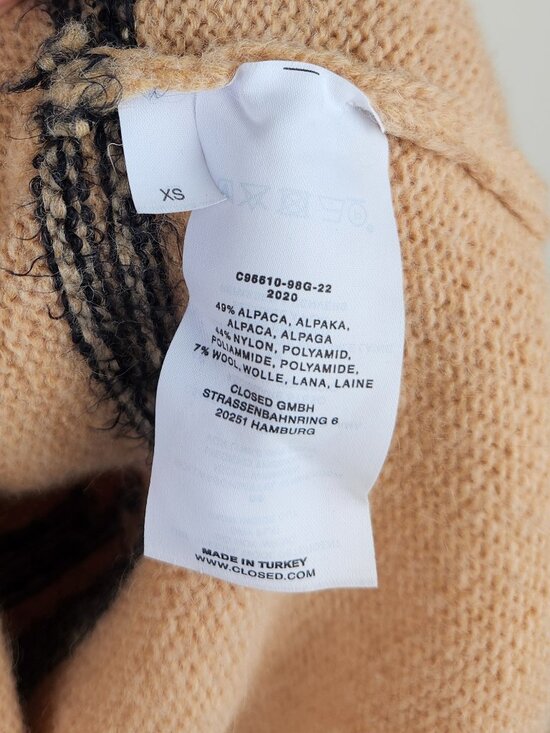 XS
C96610-98G-22
2020
49% ALPACA, ALPAKA,
ALPACA, ALPAGA
44% NYLON, POLYAMID,
POLIAMMIDE, POLYAMIDE,
7% WOOL,WOLLE, LANA, LAINE
CLOSED GMBH
STRASSENBAHNRING 6
20251 HAMBURG
MADE IN TURKEY
WWW.CLOSED.COM